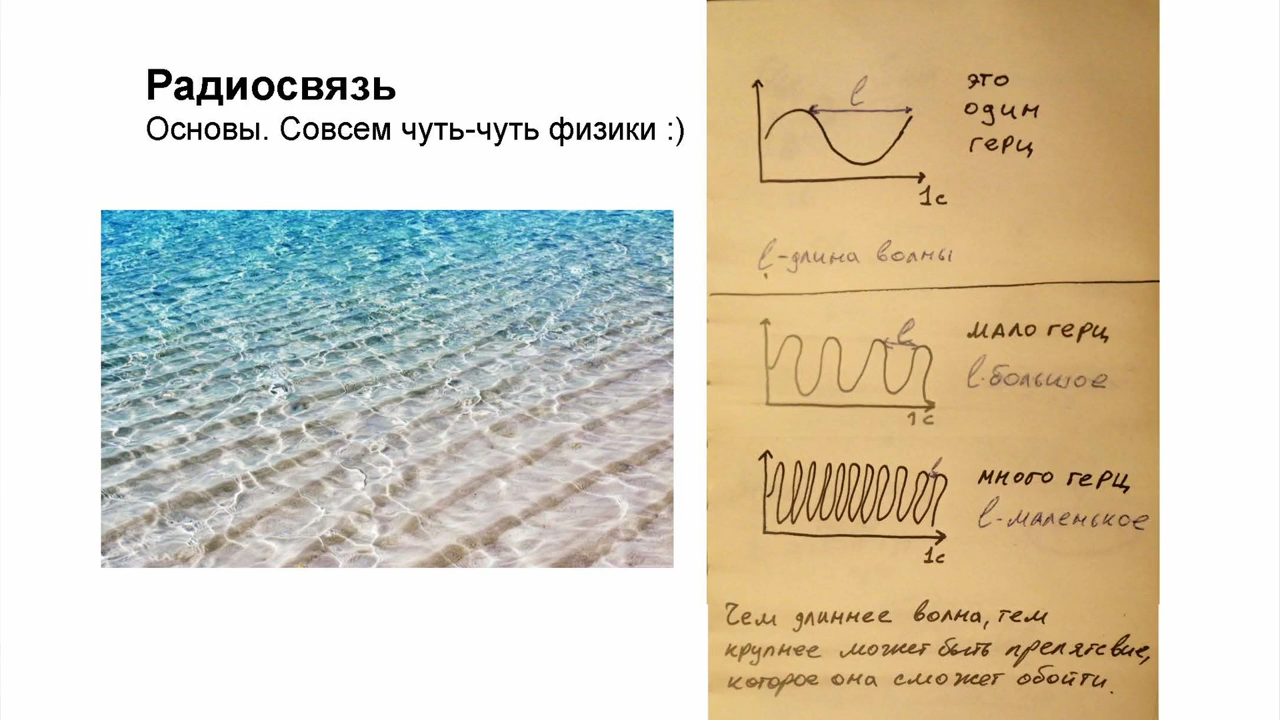 Радиосвязь
Основы. Совсем чуть-чуть физики :)
l
это
один
герц
1с
l-длина волны
l
мало герц
l-большое
1с
l
много герц
l-маленькое
1с
Чем длиннее волна, тем
крупнее может быть препятсвие,
которое она сможет обойти.